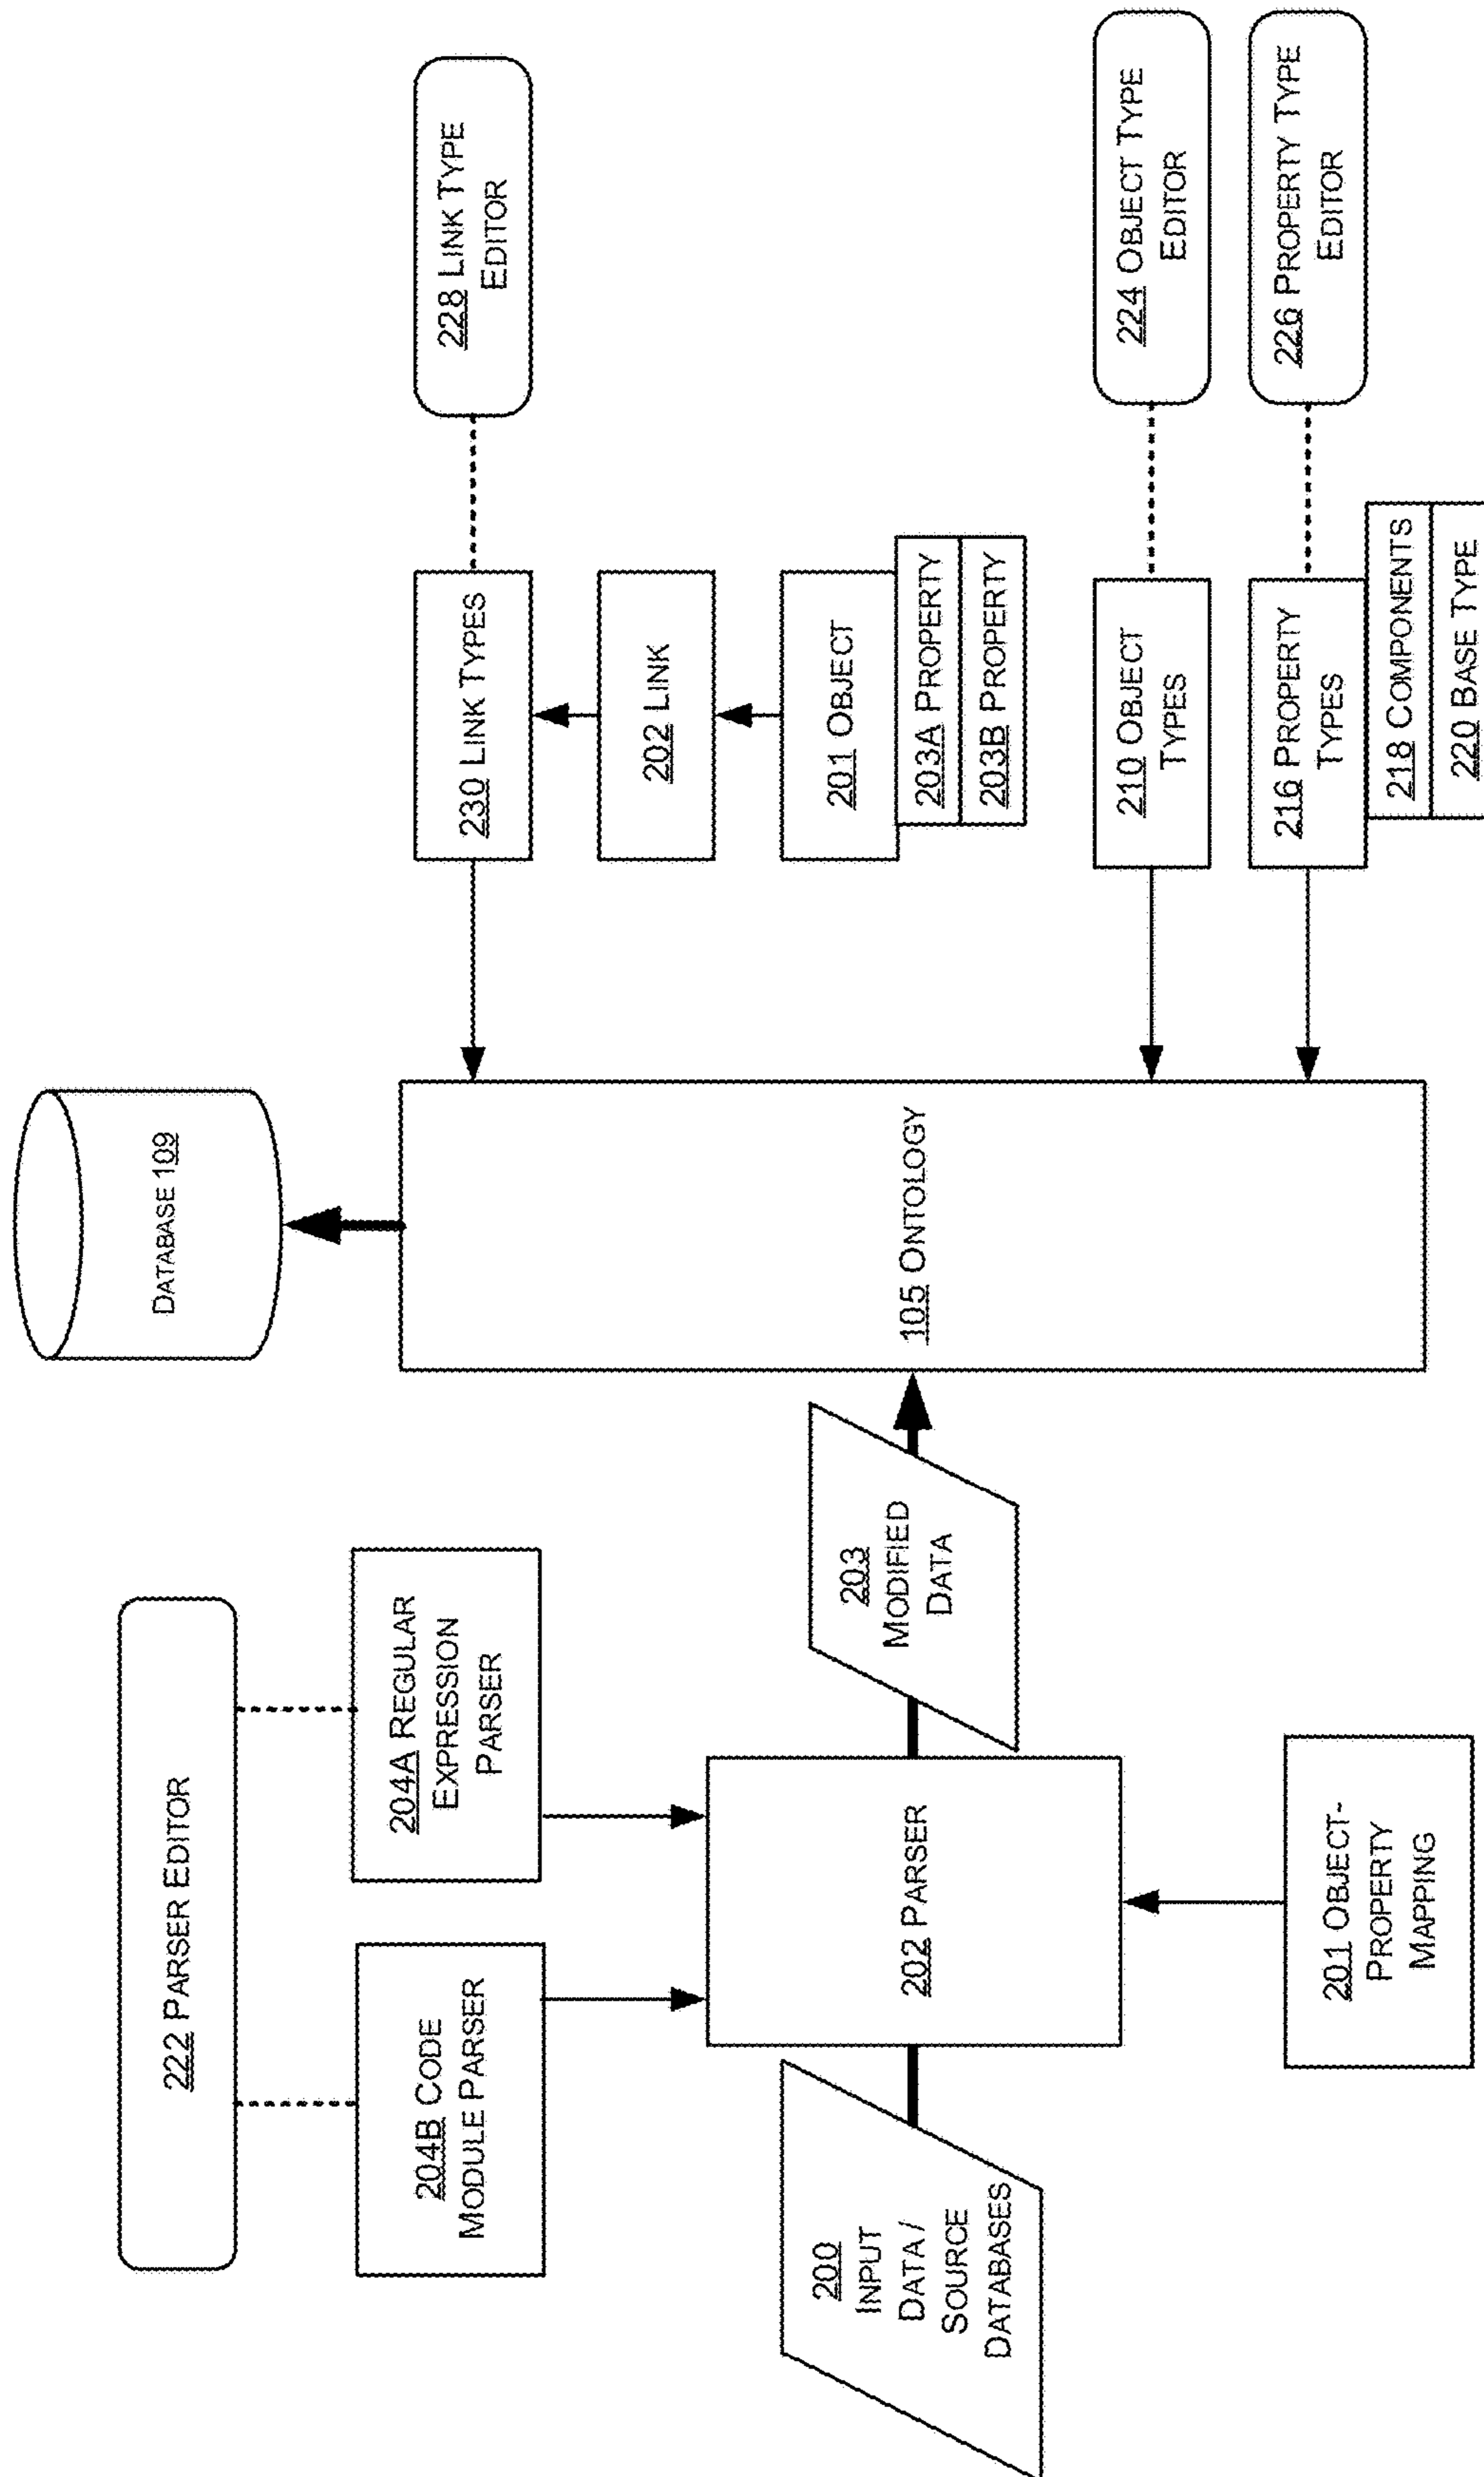 222 PARSER EDITOR
204B CODE
MODULE PARSER
204A REGULAR
EXPRESSION
PARSER
200
INPUT
DATA /
SOURCE
DATABASES
202 PARSER
201 OBJECT-
PROPERTY
MAPPING
203
MODIFIED
DATA
DATABASE 109
105 ONTOLOGY
230 LINK TYPES
202 LINK
201 OBJECT
203A PROPERTY
203B PROPERTY
210 OBJECT
TYPES
216 PROPERTY
TYPES
218 COMPONENTS
220 BASE TYPE
228 LINK TYPE
EDITOR
224 OBJECT TYPE
EDITOR
226 PROPERTY TYPE
EDITOR